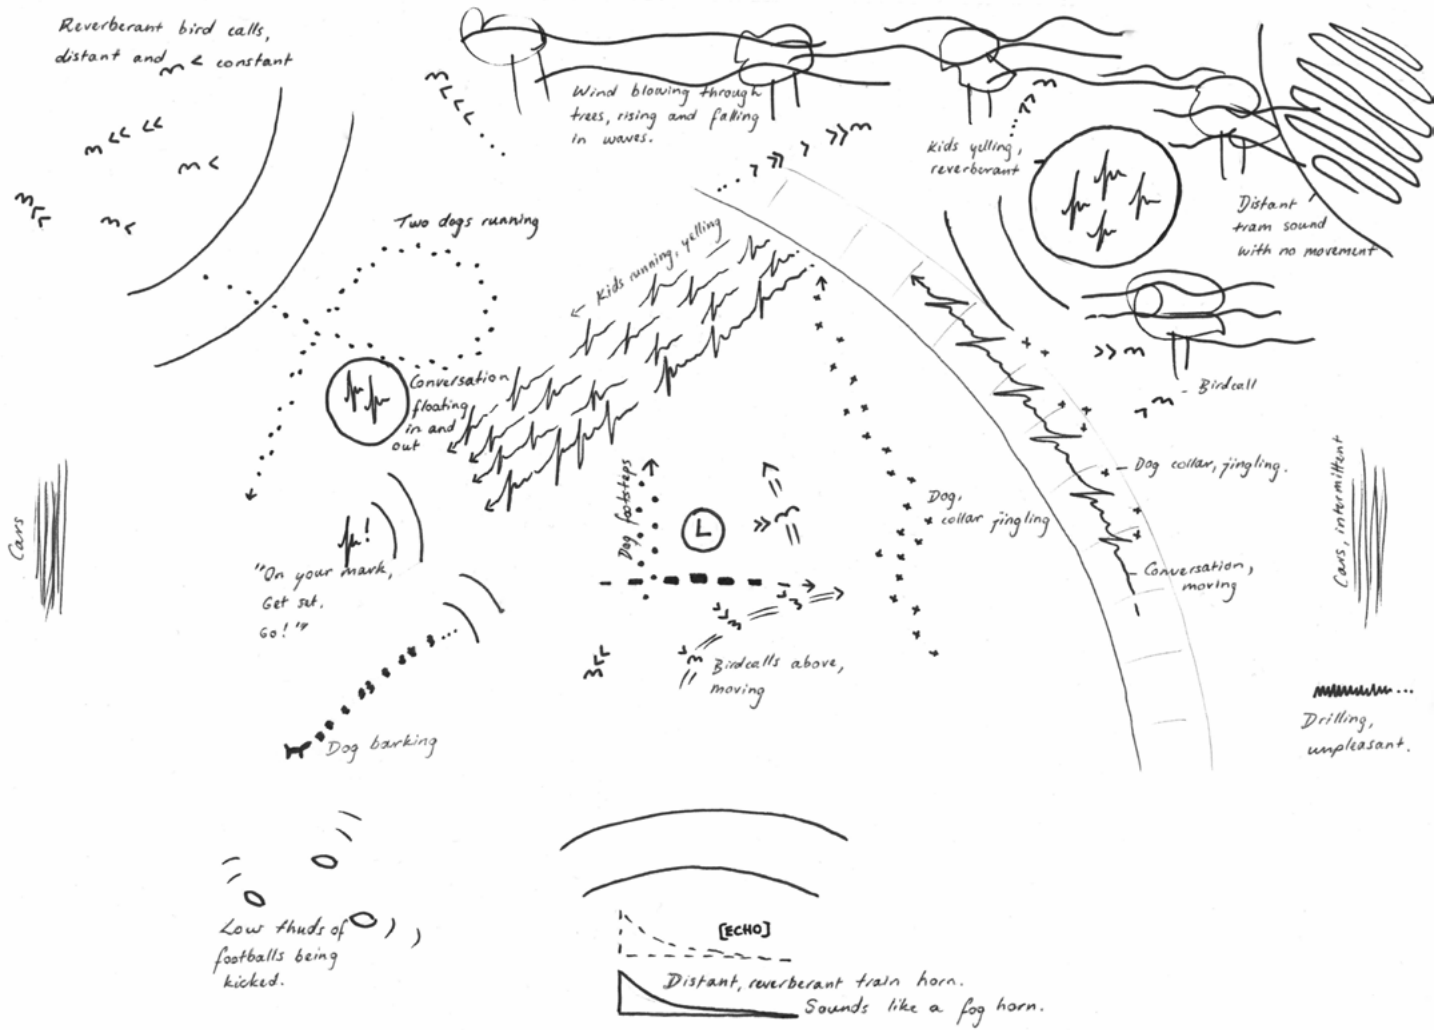 Reverberant bird calls,
distant and constant
Wind blowing through
trees, rising and falling
in waves.
Kids yelling,
reverberant
Distant
tram sound
with no movement
Two dogs running
Kids running, yelling
Conversation
floating
in and
out
Birdcall
Dog collar, jingling.
Dog,
collar jingling
Dog footsteps
L
Cars
Cars, intermittent
"On your mark,
Get set,
Go!"
!
Conversation,
moving
Birdcalls above,
moving
Drilling,
unpleasant.
Dog barking
Low thuds of
footballs being
kicked.
[ECHO]
Distant, reverberant train horn.
Sounds like a fog horn.